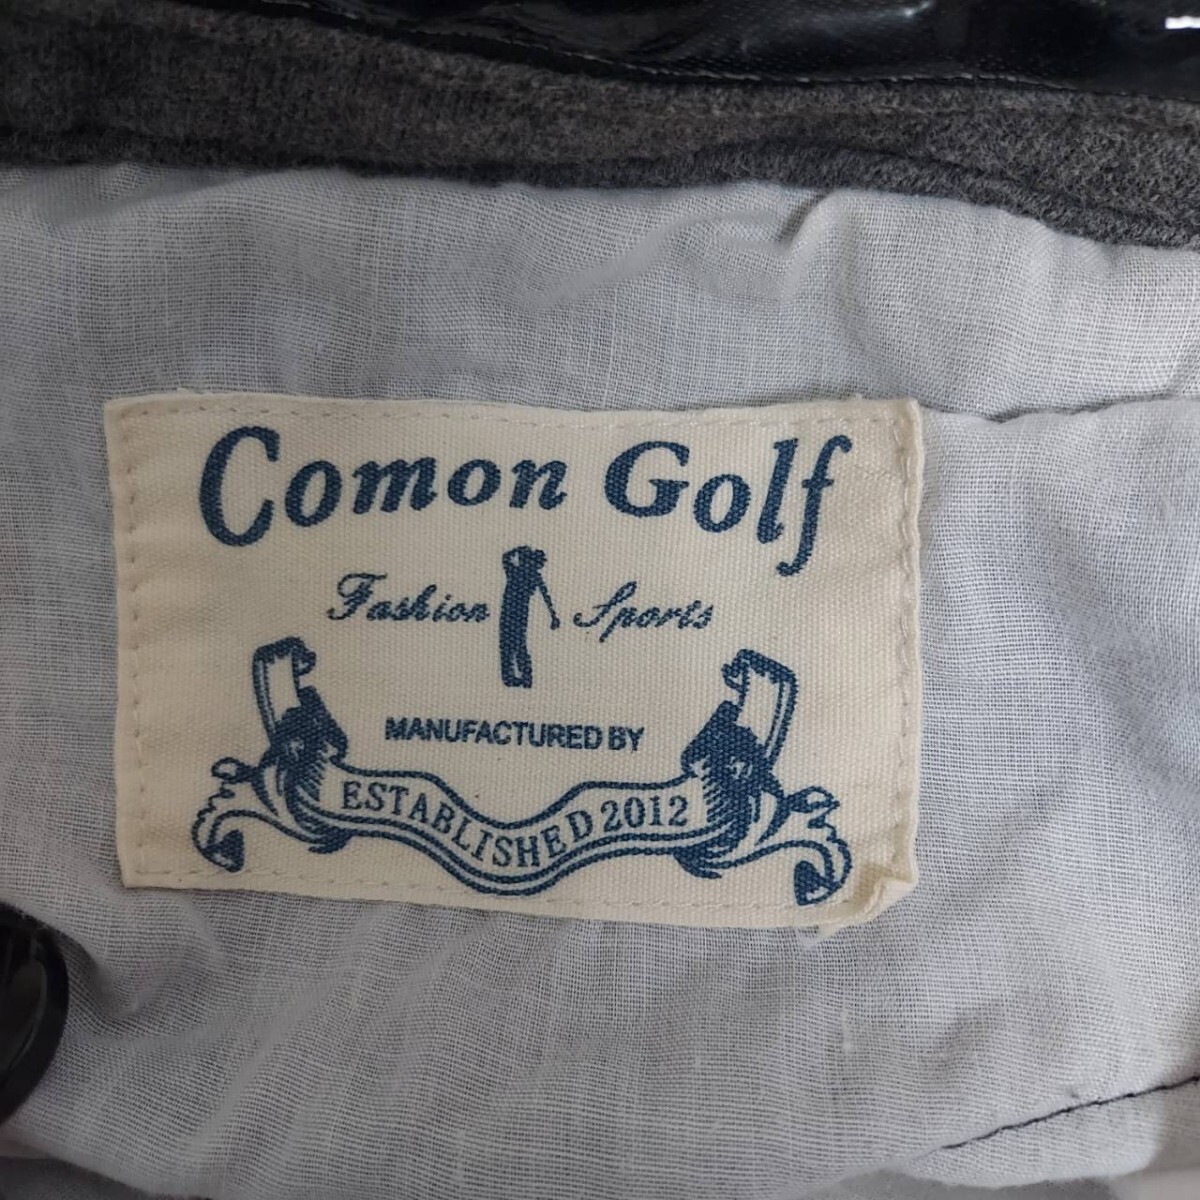 Comon Golf
Fashion Sports
MANUFACTURED BY
ESTABLISHED 2012